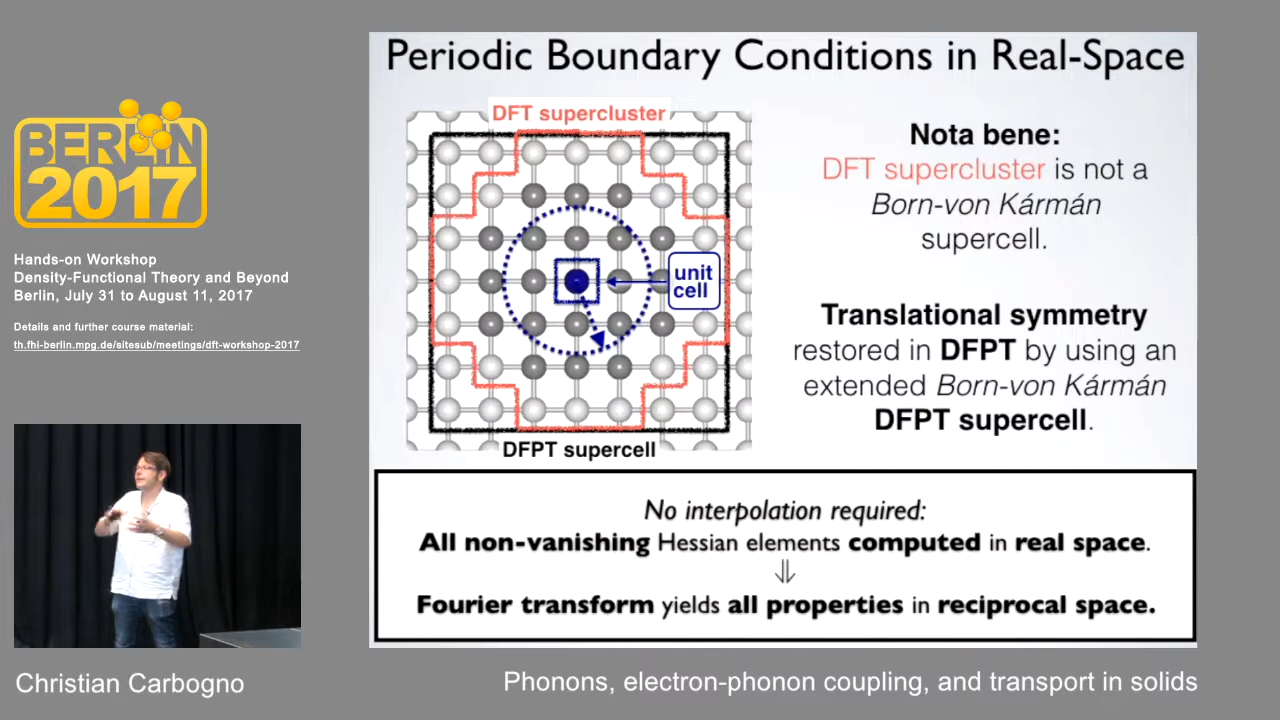 BERLIN
2017
Hands-on Workshop
Density-Functional Theory and Beyond
Berlin, July 31 to August 11, 2017
Details and further course material:
th.fhi-berlin.mpg.de/sitesub/meetings/dft-workshop-2017
Periodic Boundary Conditions in Real-Space
DFT supercluster
unit
cell
DFPT supercell
Nota bene:
DFT supercluster is not a
Born-von Kármán
supercell.
Translational symmetry
restored in DFPT by using an
extended Born-von Kármán
DFPT supercell.
No interpolation required:
All non-vanishing Hessian elements computed in real space.
⇓
Fourier transform yields all properties in reciprocal space.
Christian Carbogno
Phonons, electron-phonon coupling, and transport in solids